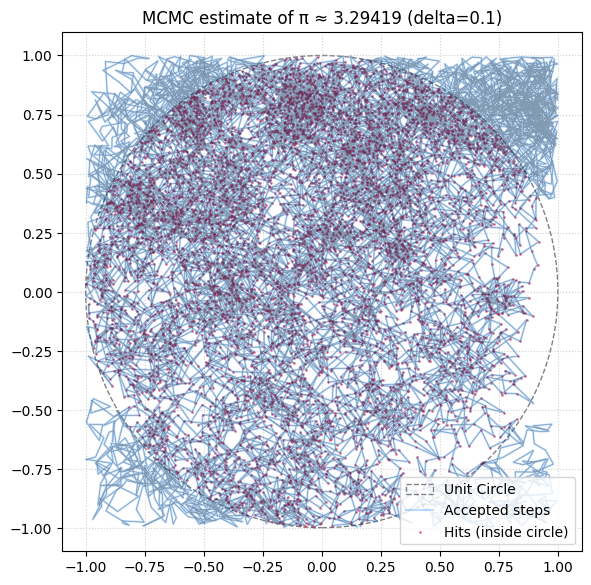 MCMC estimate of π ≈ 3.29419 (delta=0.1)
1.00
0.75
0.50
0.25
0.00
−0.25
−0.50
−0.75
−1.00
Unit Circle
Accepted steps
Hits (inside circle)
−1.00 −0.75 −0.50 −0.25 0.00 0.25 0.50 0.75 1.00